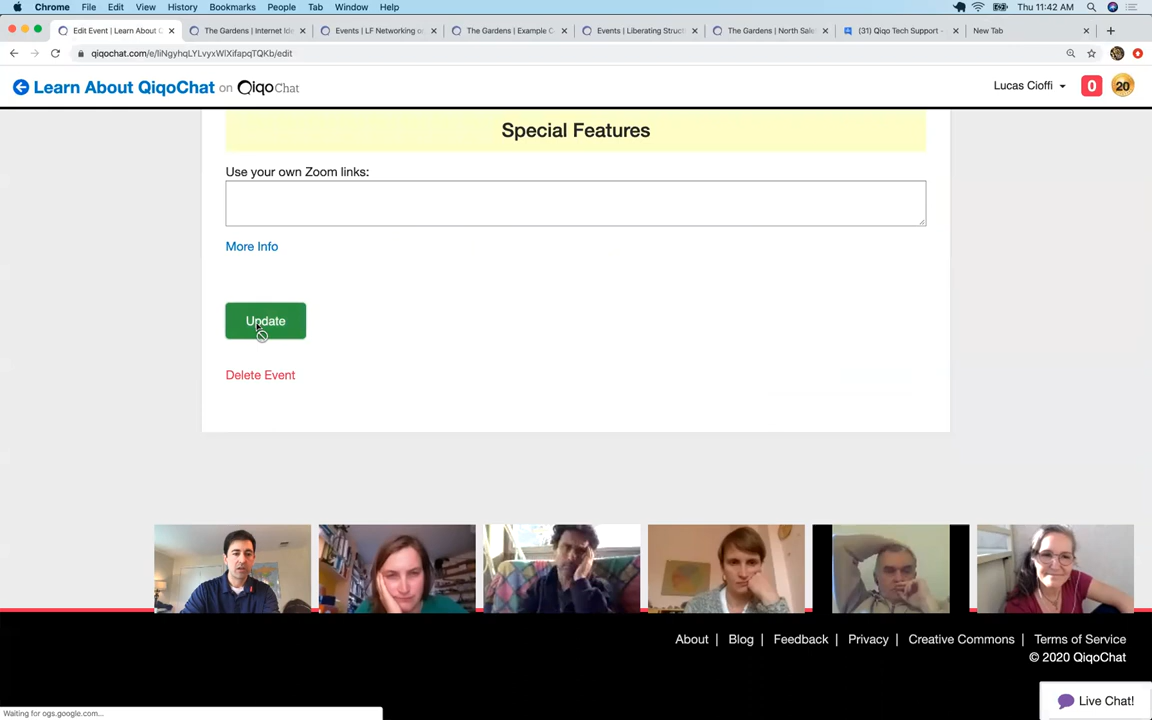 Chrome File Edit View History Bookmarks People Tab Window Help Thu 11:42 AM
Edit Event | Learn About Q The Gardens | Internet Ide Events | LF Networking or The Gardens | Example C Events | Liberating Struct The Gardens | North Sale (31) Qiqo Tech Support - New Tab
qiqochat.com/e/liNgyhqLYLvyxWlXifapqTQKb/edit
Learn About QiqoChat on QiqoChat Lucas Cioffi 0 20
Special Features
Use your own Zoom links:
More Info
Update
Delete Event
About | Blog | Feedback | Privacy | Creative Commons | Terms of Service
© 2020 QiqoChat
Live Chat!
Waiting for ogs.google.com...